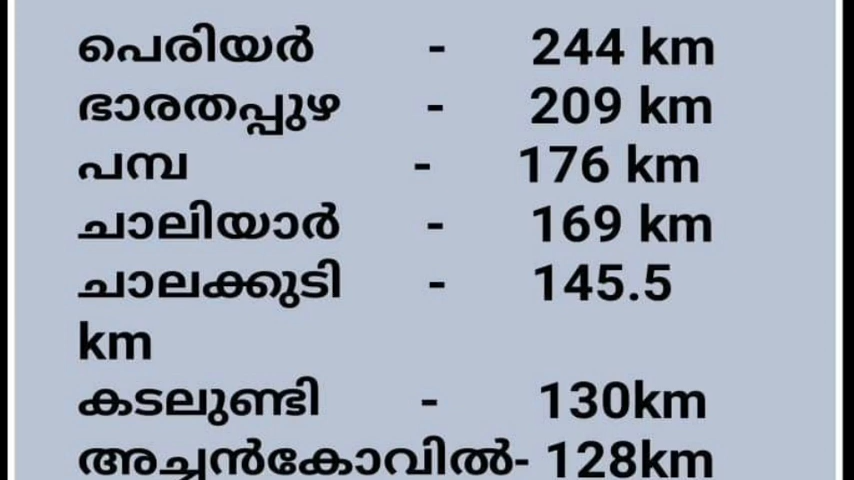 പെരിയർ - 244 km
ഭാരതപ്പുഴ - 209 km
പമ്പ - 176 km
ചാലിയാർ - 169 km
ചാലക്കുടി - 145.5
km
കടലുണ്ടി - 130km
അച്ചൻകോവിൽ- 128km